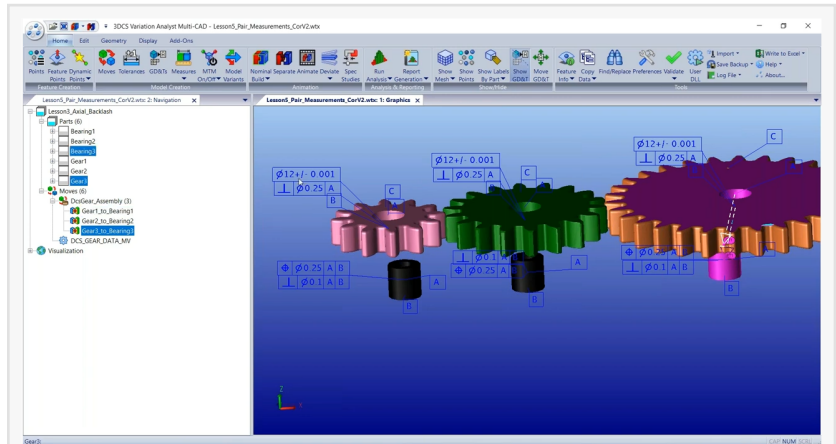 3DCS Variation Analyst Multi-CAD - Lesson5_Pair_Measurements_CorV2.wtx
Home Edit Geometry Display Add-Ons
Points Feature Points Dynamic Points Moves Tolerances GD&Ts Measures MTM On/Off Model Variants Nominal Build Separate Animate Deviate Spec Studies Run Analysis Report Generation Show Mesh Show Points Show Labels By Part Show GD&T Move GD&T Feature Info Copy Data Find/Replace Preferences Validate User DLL Import Save Backup Log File Write to Excel Help About...
Feature Creation Model Creation Animation Analysis & Reporting Show/Hide Tools
Lesson5_Pair_Measurements_CorV2.wtx: 2: Navigation x
Lesson5_Pair_Measurements_CorV2.wtx: 1: Graphics x
Lesson3_Axial_Backlash
Parts (6)
Bearing1
Bearing2
Bearing3
Gear1
Gear2
Gear3
Moves (6)
DcsGear_Assembly (3)
Gear1_to_Bearing1
Gear2_to_Bearing2
Gear3_to_Bearing3
DCS_GEAR_DATA_MV
Visualization
Ø12+/- 0.001
⊥ Ø0.25 A
B
C
⌖ Ø0.25 A B
⊥ Ø0.1 A B
A
B
Ø12+/- 0.001
⊥ Ø0.25 A
B
C
⊥ Ø0.1 A B
⌖ Ø0.25 A B
A
B
Ø12+/- 0.001
⊥ Ø0.25 A
C
⌖ Ø0.25 A B
⊥ Ø0.1 A B
B
Z
X
Gear3:
CAP NUM SCRL